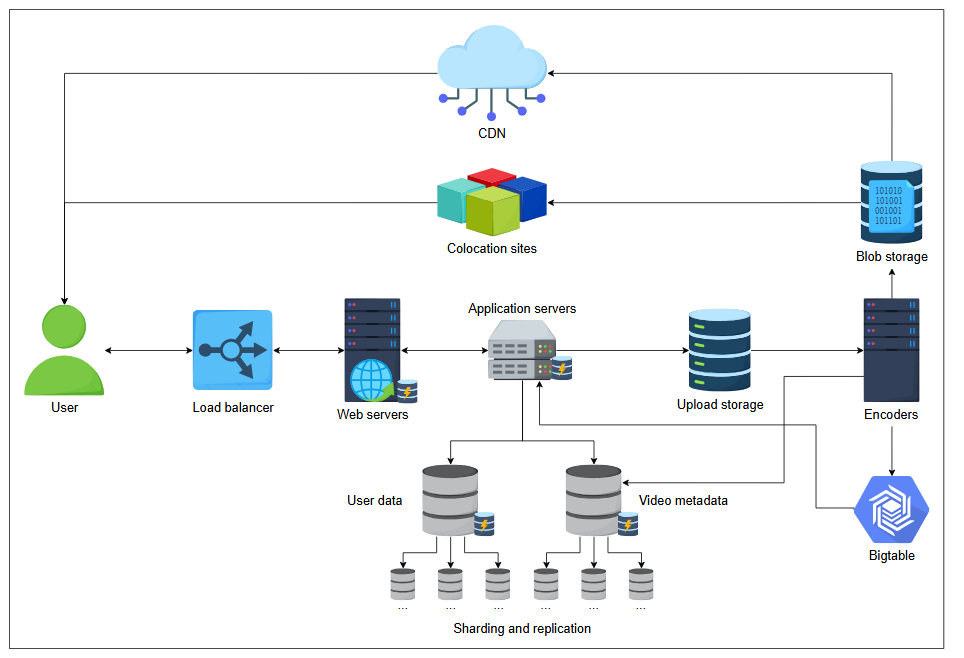 CDN
Colocation sites
101010
101001
001001
101101
Blob storage
Application servers
User
Load balancer
Web servers
Upload storage
Encoders
User data
Video metadata
Bigtable
... ... ... ... ... ...
Sharding and replication